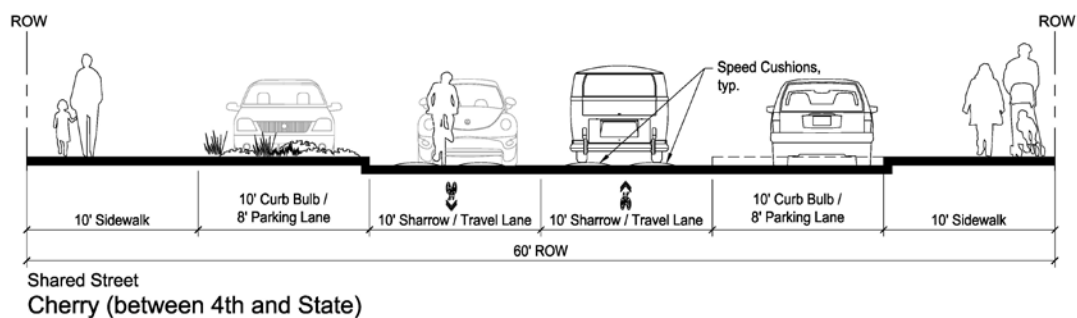 ROW
ROW
Speed Cushions,
typ.
10' Sidewalk
10' Curb Bulb /
8' Parking Lane
10' Sharrow / Travel Lane
10' Sharrow / Travel Lane
10' Curb Bulb /
8' Parking Lane
10' Sidewalk
60' ROW
Shared Street
Cherry (between 4th and State)